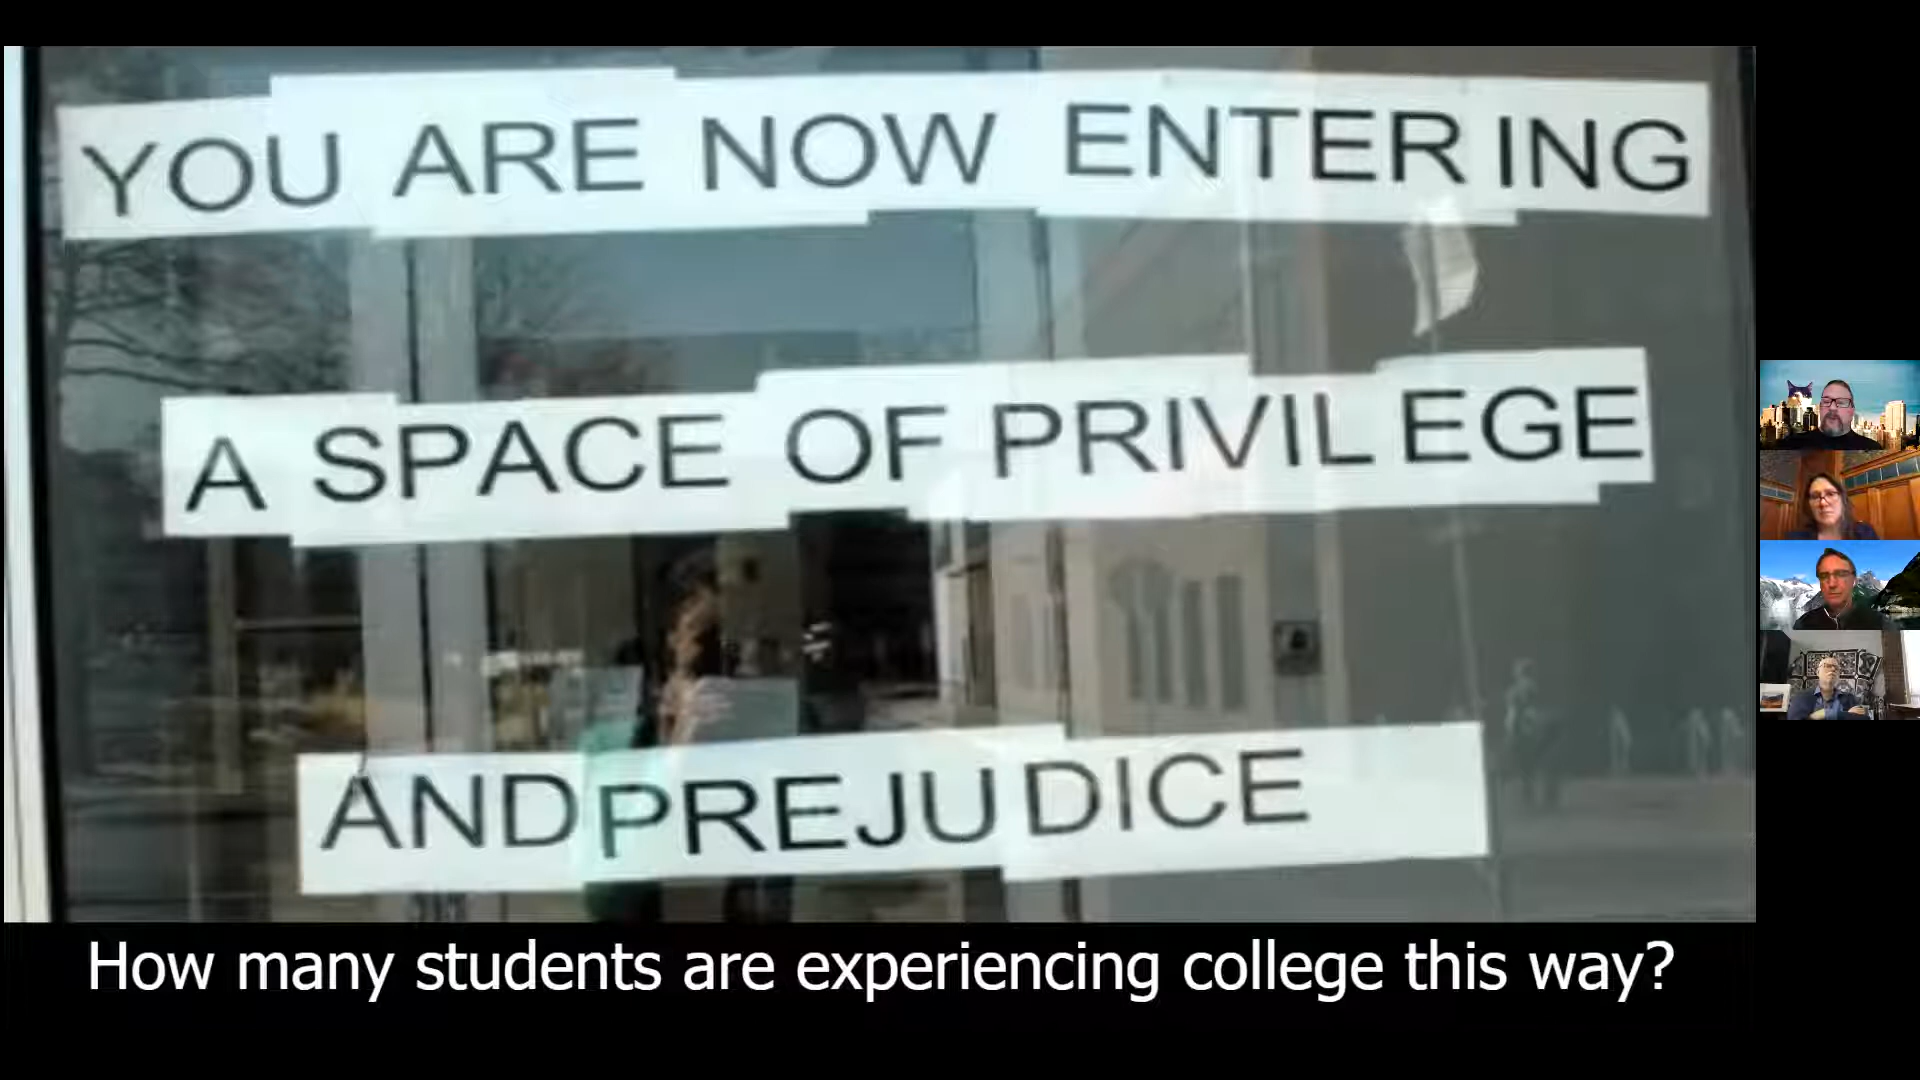 YOU ARE NOW ENTERING
A SPACE OF PRIVILEGE
AND PREJUDICE
How many students are experiencing college this way?